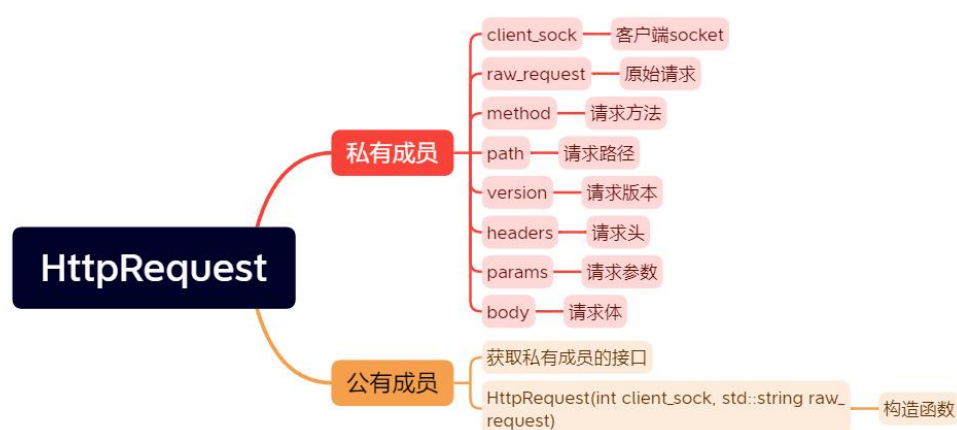 HttpRequest
私有成员
client_sock 客户端socket
raw_request 原始请求
method 请求方法
path 请求路径
version 请求版本
headers 请求头
params 请求参数
body 请求体
公有成员
获取私有成员的接口
HttpRequest(int client_sock, std::string raw_
request)
构造函数